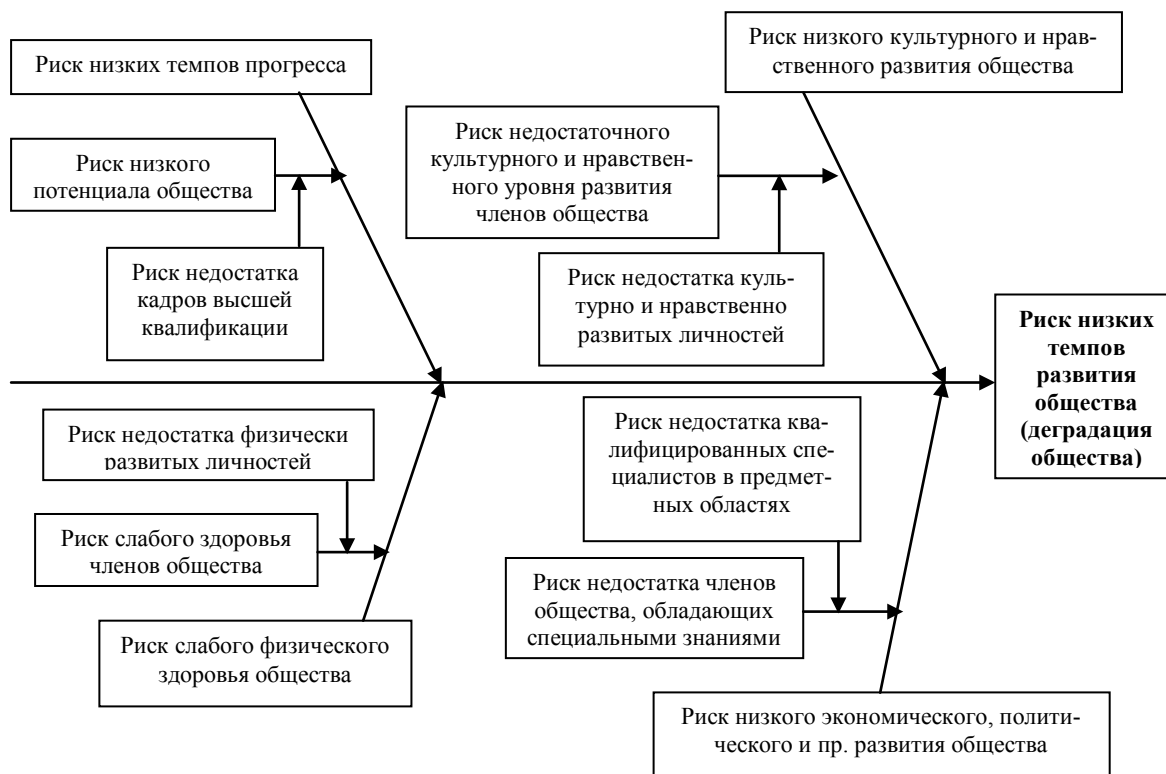 Риск низких темпов прогресса
Риск низкого культурного и нрав-
ственного развития общества
Риск низкого
потенциала общества
Риск недостаточного
культурного и нравствен-
ного уровня развития
членов общества
Риск недостатка
кадров высшей
квалификации
Риск недостатка куль-
турно и нравственно
развитых личностей
Риск низких
темпов
развития
общества
(деградация
общества)
Риск недостатка физически
развитых личностей
Риск недостатка ква-
лифицированных спе-
циалистов в предмет-
ных областях
Риск слабого здоровья
членов общества
Риск недостатка членов
общества, обладающих
специальными знаниями
Риск слабого физического
здоровья общества
Риск низкого экономического, полити-
ческого и пр. развития общества